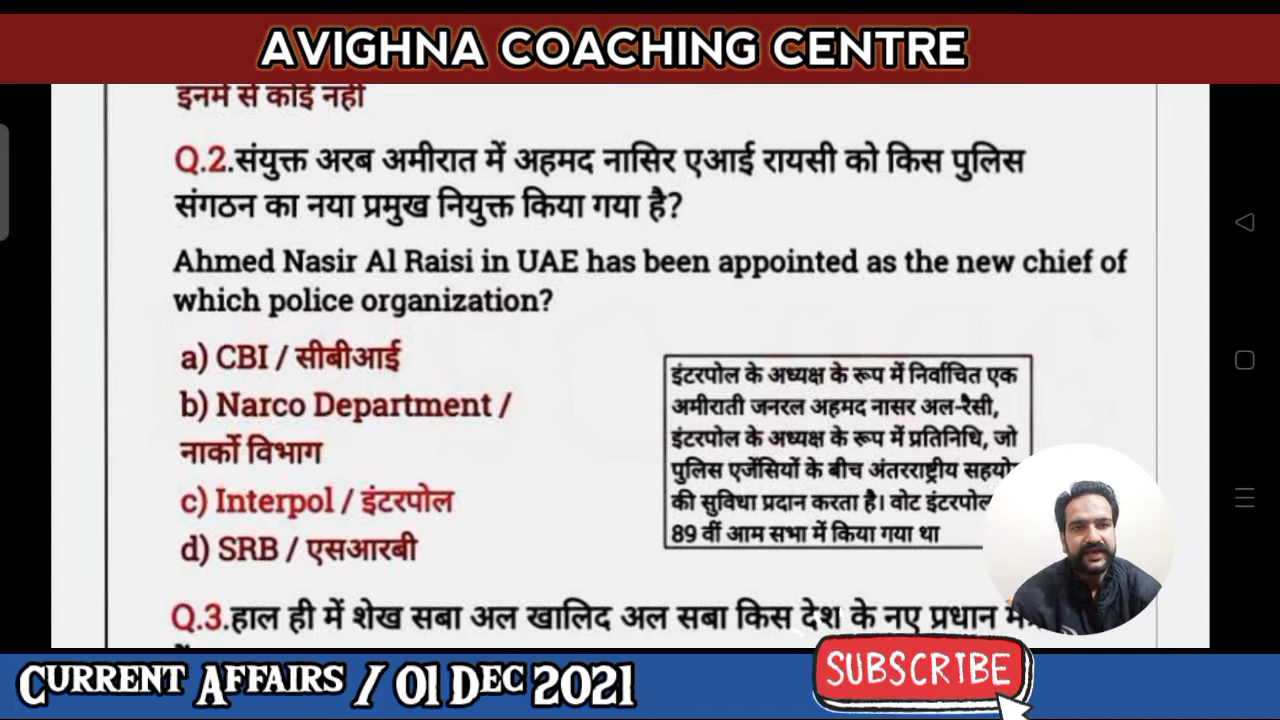 AVIGHNA COACHING CENTRE
इनमें से कोई नहीं
Q.2.संयुक्त अरब अमीरात में अहमद नासिर एआई रायसी को किस पुलिस
संगठन का नया प्रमुख नियुक्त किया गया है?
Ahmed Nasir Al Raisi in UAE has been appointed as the new chief of
which police organization?
a) CBI / सीबीआई
b) Narco Department /
नार्को विभाग
c) Interpol / इंटरपोल
d) SRB / एसआरबी
इंटरपोल के अध्यक्ष के रूप में निर्वाचित एक
अमीराती जनरल अहमद नासर अल-रैसी,
इंटरपोल के अध्यक्ष के रूप में प्रतिनिधि, जो
पुलिस एजेंसियों के बीच अंतरराष्ट्रीय
की सुविधा प्रदान करता है। वोट इंटरपोल
89 वीं आम सभा में किया गया था
Q.3.हाल ही में शेख सबा अल खालिद अल सबा किस देश के नए प्रधान
SUBSCRIBE
CURRENT AFFAIRS / 01 DEC 2021